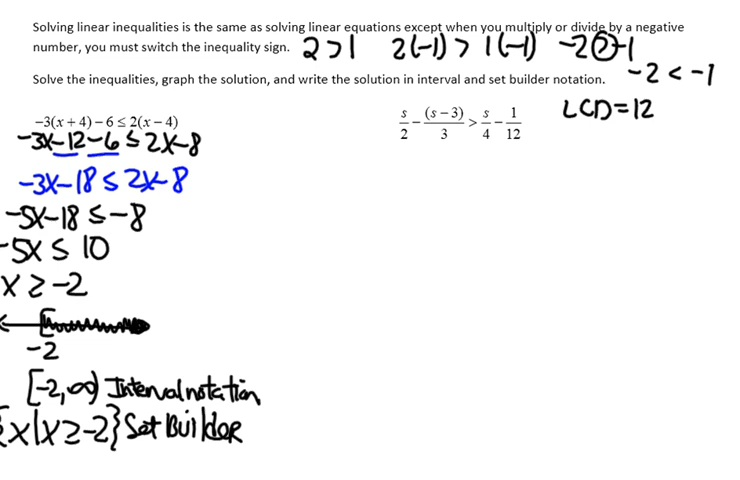 Solving linear inequalities is the same as solving linear equations except when you multiply or divide by a negative
number, you must switch the inequality sign. 2 > 1 2(-1) > 1(-1) -2 ? -1
Solve the inequalities, graph the solution, and write the solution in interval and set builder notation. -2 < -1
-3(x + 4) - 6 ≤ 2(x - 4)
-3x-12-6 ≤ 2x-8
-3x-18 ≤ 2x-8
-5x-18 ≤ -8
-5x ≤ 10
x ≥ -2
-2
[-2,∞) Interval notation
{x|x≥-2} Set Builder
s/2 - (s-3)/3 > s/4 - 1/12
LCD=12